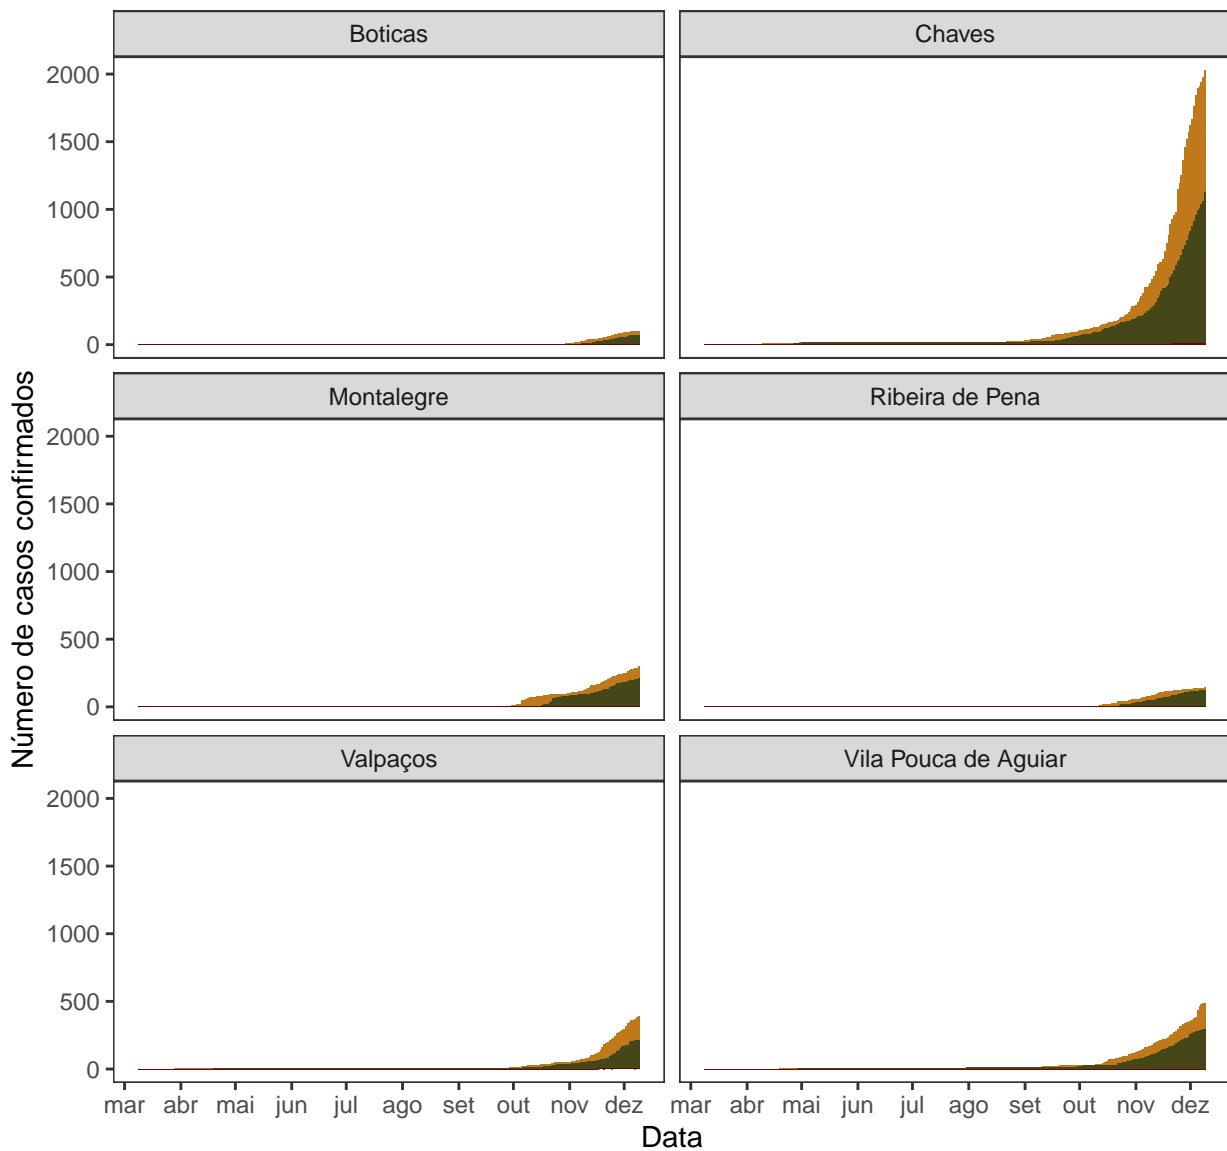 Boticas
Chaves
2000
1500
1000
500
0
Montalegre
Ribeira de Pena
2000
1500
1000
500
0
Número de casos confirmados
Valpaços
Vila Pouca de Aguiar
2000
1500
1000
500
0
mar abr mai jun jul ago set out nov dez
mar abr mai jun jul ago set out nov dez
Data